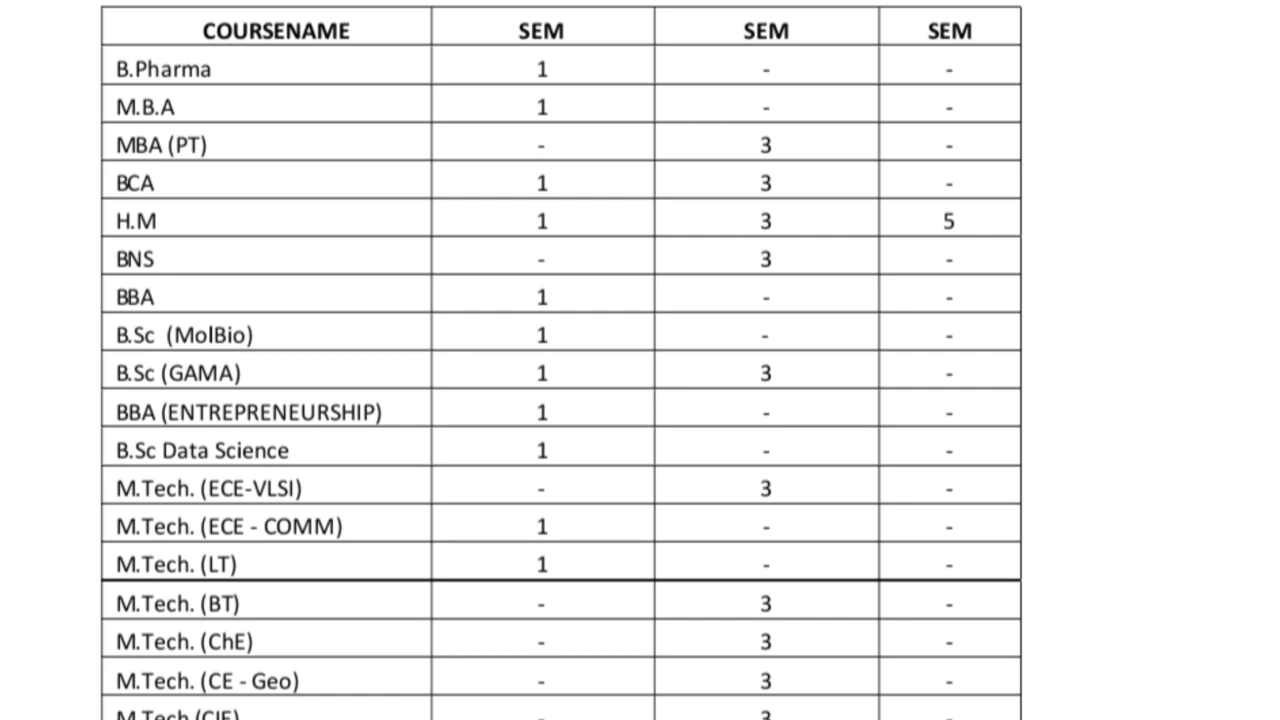 COURSENAME SEM SEM SEM
B.Pharma 1 - -
M.B.A 1 - -
MBA (PT) - 3 -
BCA 1 3 -
H.M 1 3 5
BNS - 3 -
BBA 1 - -
B.Sc (MolBio) 1 - -
B.Sc (GAMA) 1 3 -
BBA (ENTREPRENEURSHIP) 1 - -
B.Sc Data Science 1 - -
M.Tech. (ECE-VLSI) - 3 -
M.Tech. (ECE - COMM) 1 - -
M.Tech. (LT) 1 - -
M.Tech. (BT) - 3 -
M.Tech. (ChE) - 3 -
M.Tech. (CE - Geo) - 3 -
M.Tech - 3 -